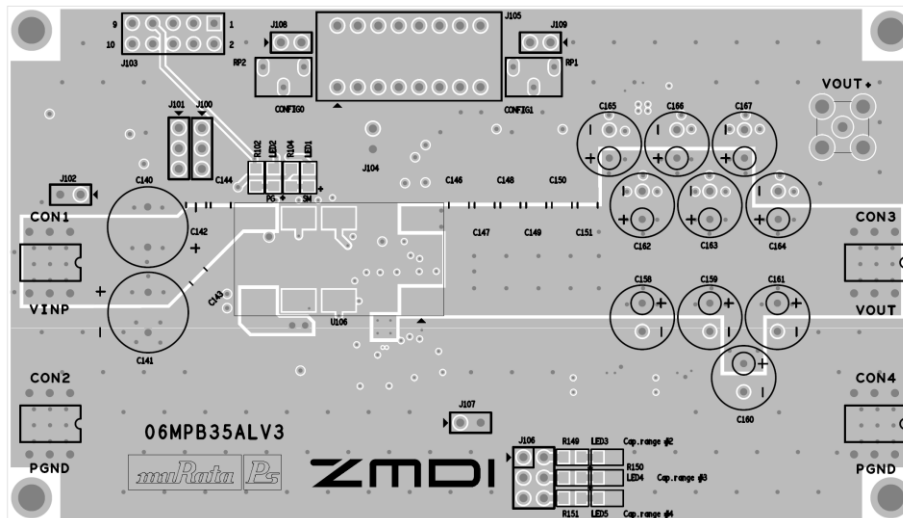 J108
J105
J109
9
1
10
2
J103
RP2
RP1
CONFIG0
CONFIG1
VOUT+
C165
C166
C167
J101
J100
R102
LED2
R104
LED1
J104
C144
PG
SM
J102
C140
C146
C148
C150
CON1
C142
C147
C149
C151
C162
C163
C164
CON3
VINP
C143
U106
C158
C159
C161
VOUT
C141
CON2
C160
CON4
J107
06MPB35ALV3
PGND
muRata Ps
ZMDI
J106
R149
LED3
Cap.range #2
R150
LED4
Cap.range #3
R151
LED5
Cap.range #4
PGND